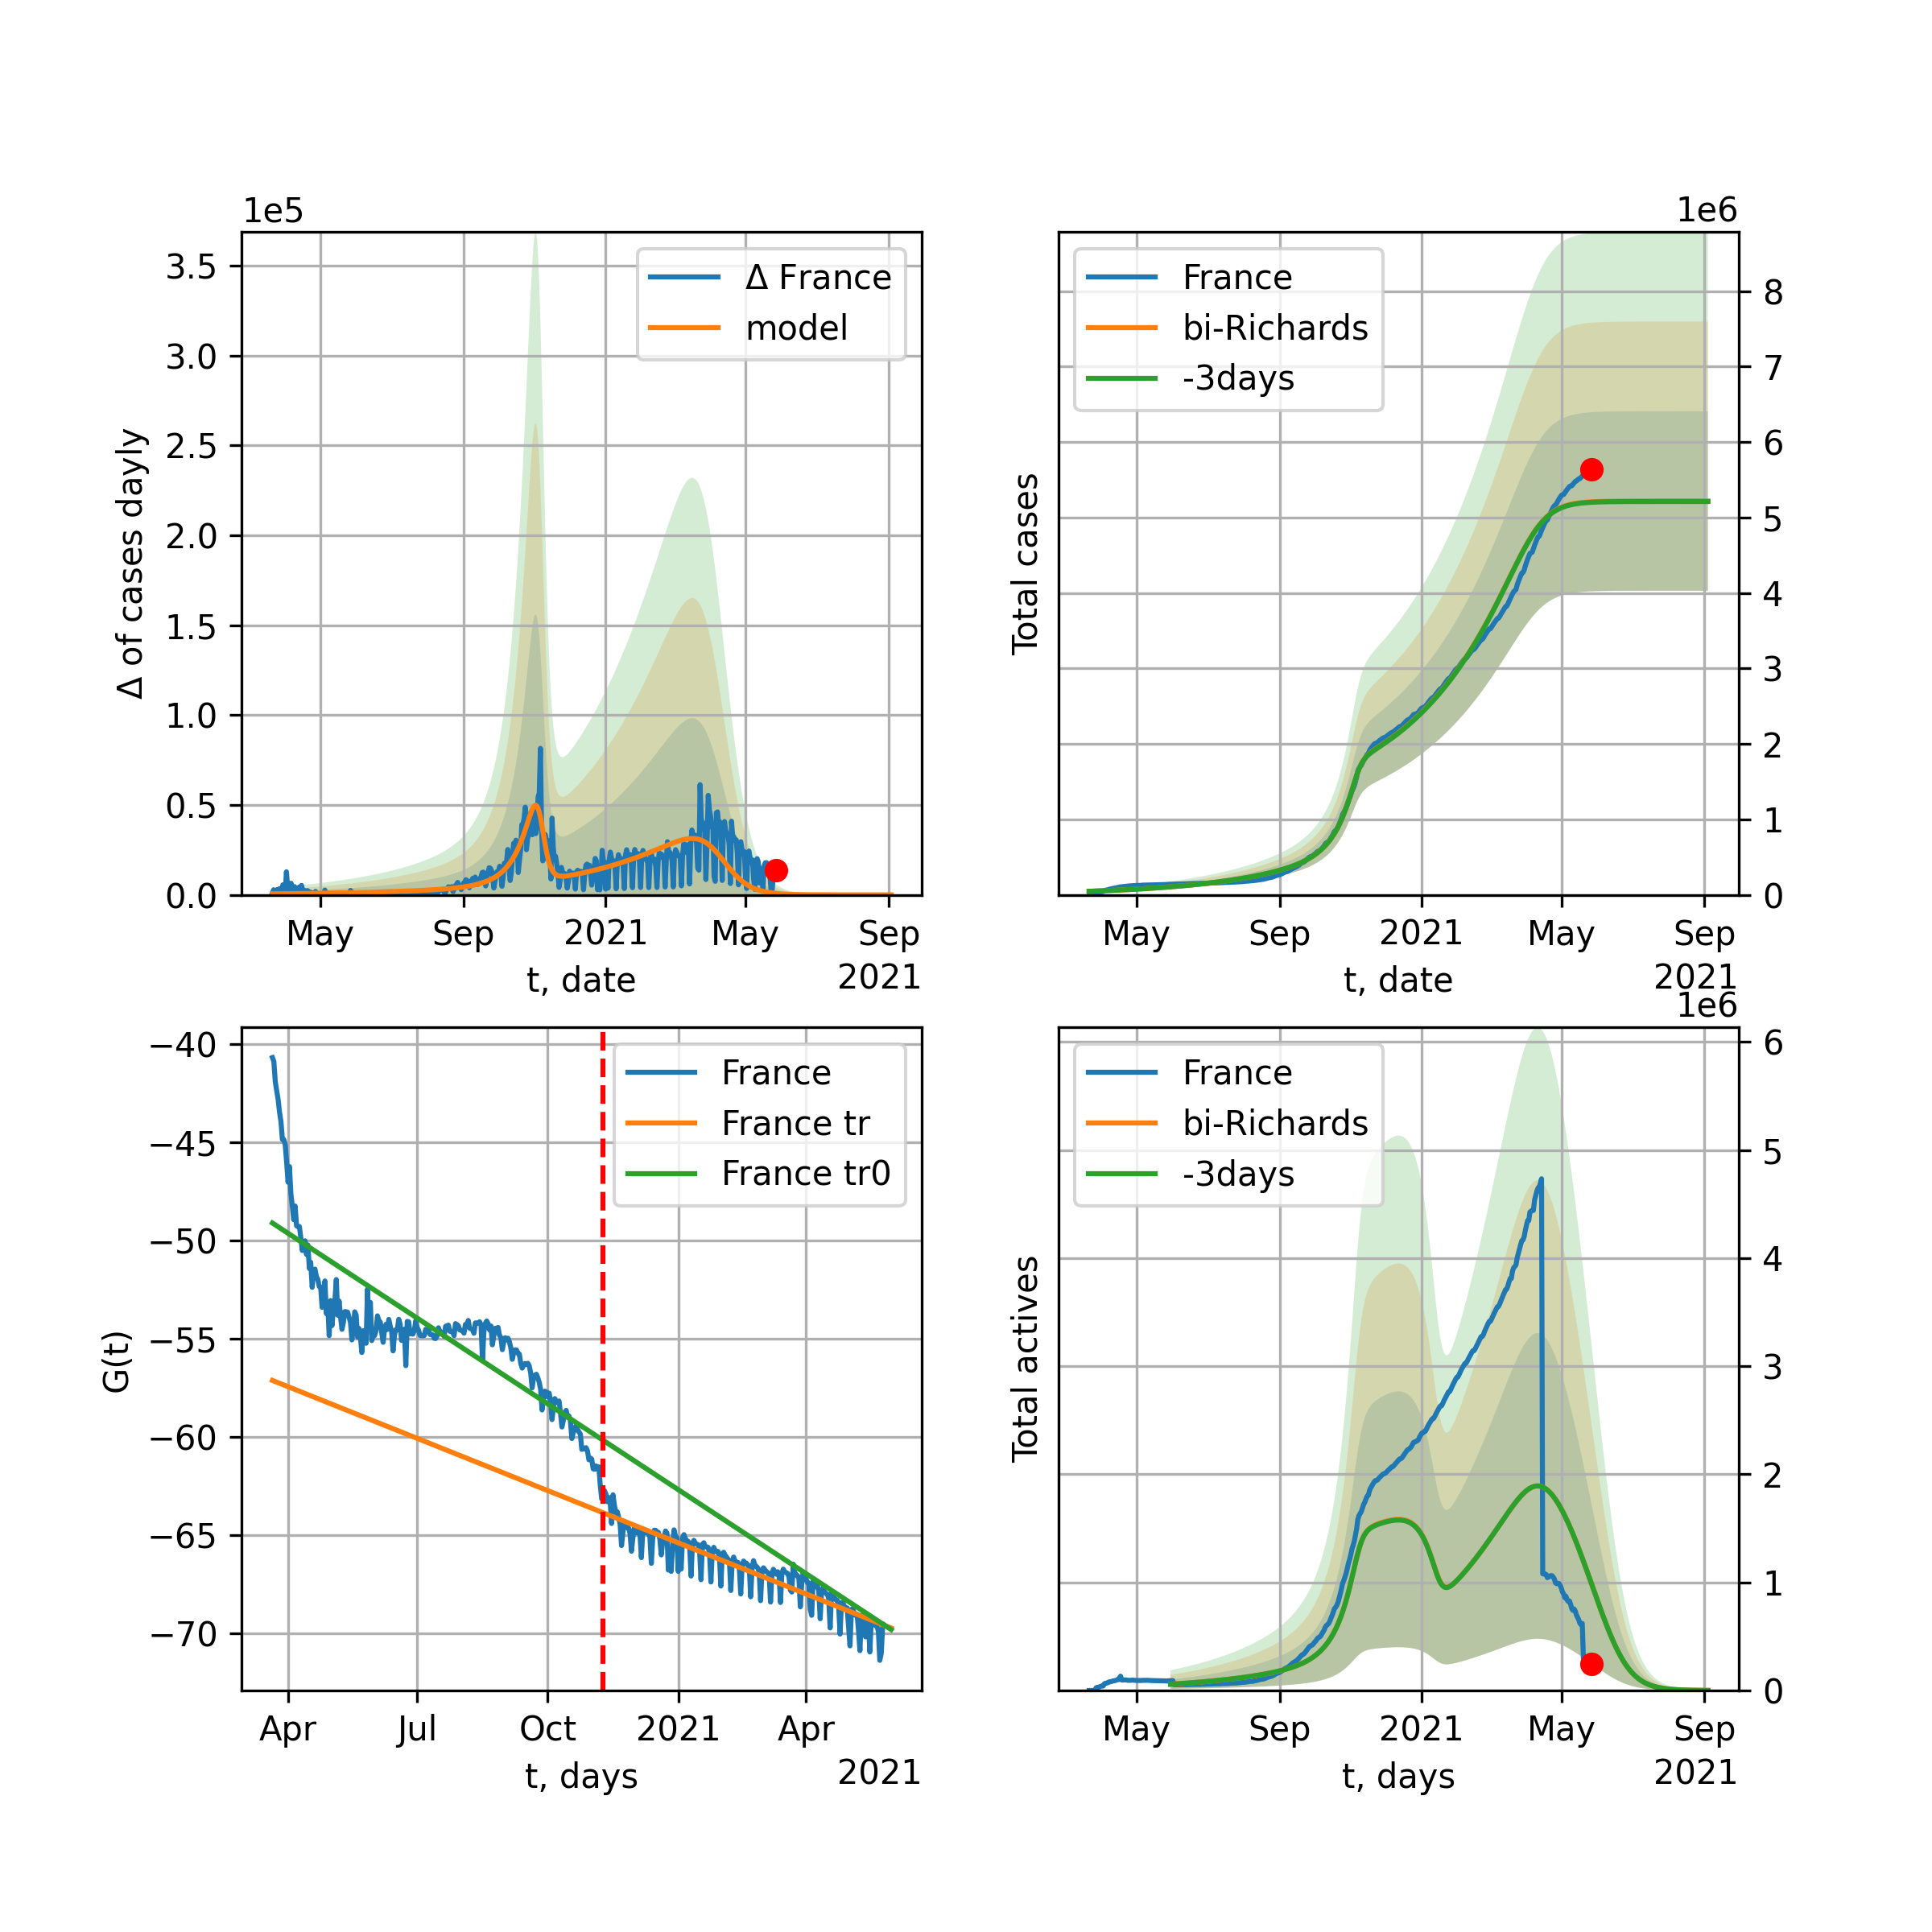 1e5
3.5
3.0
2.5
2.0
1.5
1.0
0.5
0.0
Δ of cases dayly
Δ France
model
May Sep 2021 May Sep
t, date
2021
1e6
France
bi-Richards
-3days
Total cases
8
7
6
5
4
3
2
1
0
May Sep 2021 May Sep
t, date
2021
−40
−45
−50
−55
−60
−65
−70
G(t)
France
France tr
France tr0
Apr Jul Oct 2021 Apr
t, days
2021
1e6
France
bi-Richards
-3days
Total actives
6
5
4
3
2
1
0
May Sep 2021 May Sep
t, days
2021